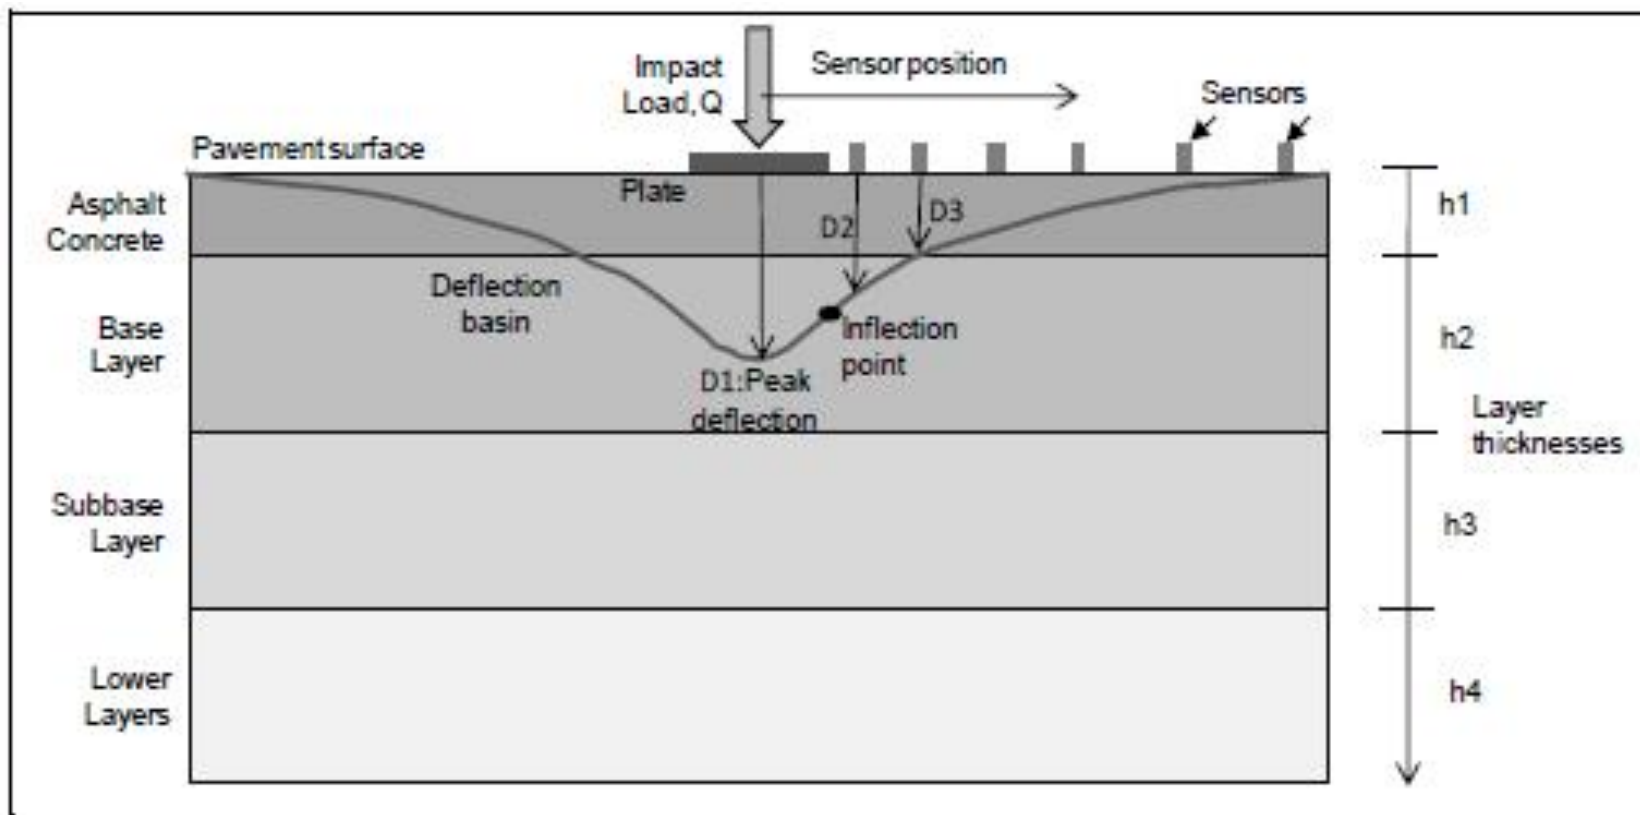 Impact
Load, Q
Sensor position
Sensors
Pavement surface
Plate
Asphalt
Concrete
D2
D3
h1
Deflection
basin
Base
Layer
Inflection
point
h2
D1:Peak
deflection
Layer
thicknesses
Subbase
Layer
h3
Lower
Layers
h4